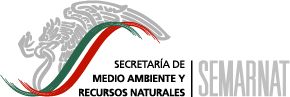 SECRETARÍA DE
MEDIO AMBIENTE Y
RECURSOS NATURALES
SEMARNAT